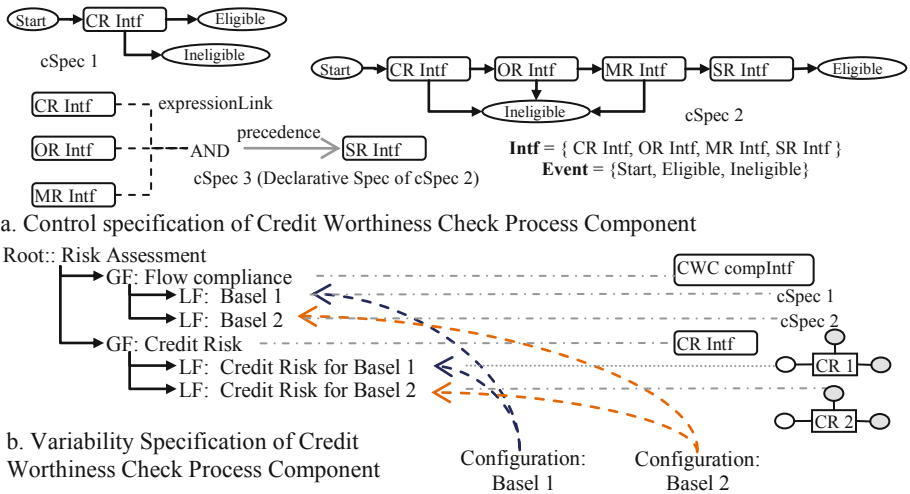 Start
CR Intf
Eligible
Ineligible
cSpec 1
Start
CR Intf
OR Intf
MR Intf
SR Intf
Eligible
Ineligible
cSpec 2
CR Intf
expressionLink
OR Intf
AND
precedence
SR Intf
MR Intf
cSpec 3 (Declarative Spec of cSpec 2)
Intf = { CR Intf, OR Intf, MR Intf, SR Intf }
Event = {Start, Eligible, Ineligible}
a. Control specification of Credit Worthiness Check Process Component
Root:: Risk Assessment
GF: Flow compliance
CWC compIntf
LF: Basel 1
cSpec 1
LF: Basel 2
cSpec 2
GF: Credit Risk
CR Intf
LF: Credit Risk for Basel 1
CR 1
LF: Credit Risk for Basel 2
CR 2
b. Variability Specification of Credit
Worthiness Check Process Component
Configuration:
Basel 1
Configuration:
Basel 2